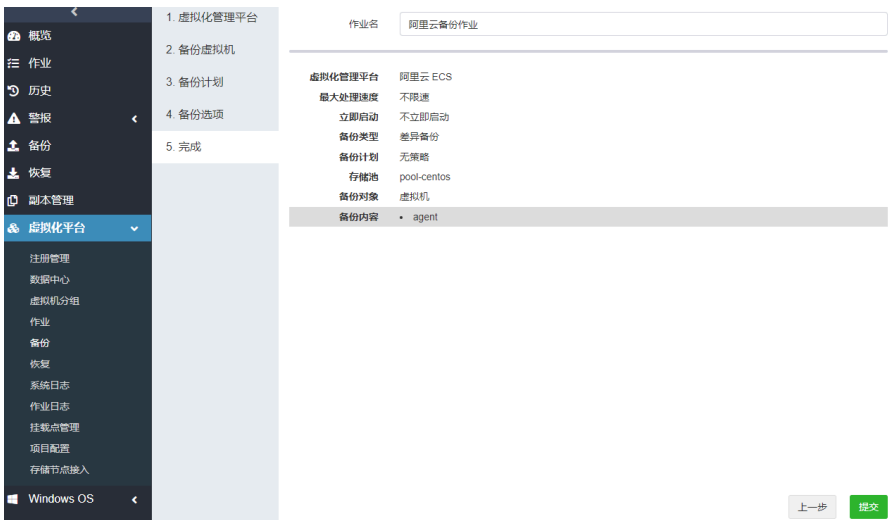 概览
作业
历史
警报
备份
恢复
副本管理
虚拟化平台
注册管理
数据中心
虚拟机分组
作业
备份
恢复
系统日志
作业日志
挂载点管理
项目配置
存储节点接入
Windows OS
1. 虚拟化管理平台
2. 备份虚拟机
3. 备份计划
4. 备份选项
5. 完成
作业名 阿里云备份作业
虚拟化管理平台 阿里云 ECS
最大处理速度 不限速
立即启动 不立即启动
备份类型 差异备份
备份计划 无策略
存储池 pool-centos
备份对象 虚拟机
备份内容 • agent
上一步 提交